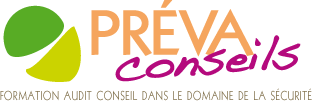 PRÉVA
conseils
FORMATION AUDIT CONSEIL DANS LE DOMAINE DE LA SÉCURITÉ